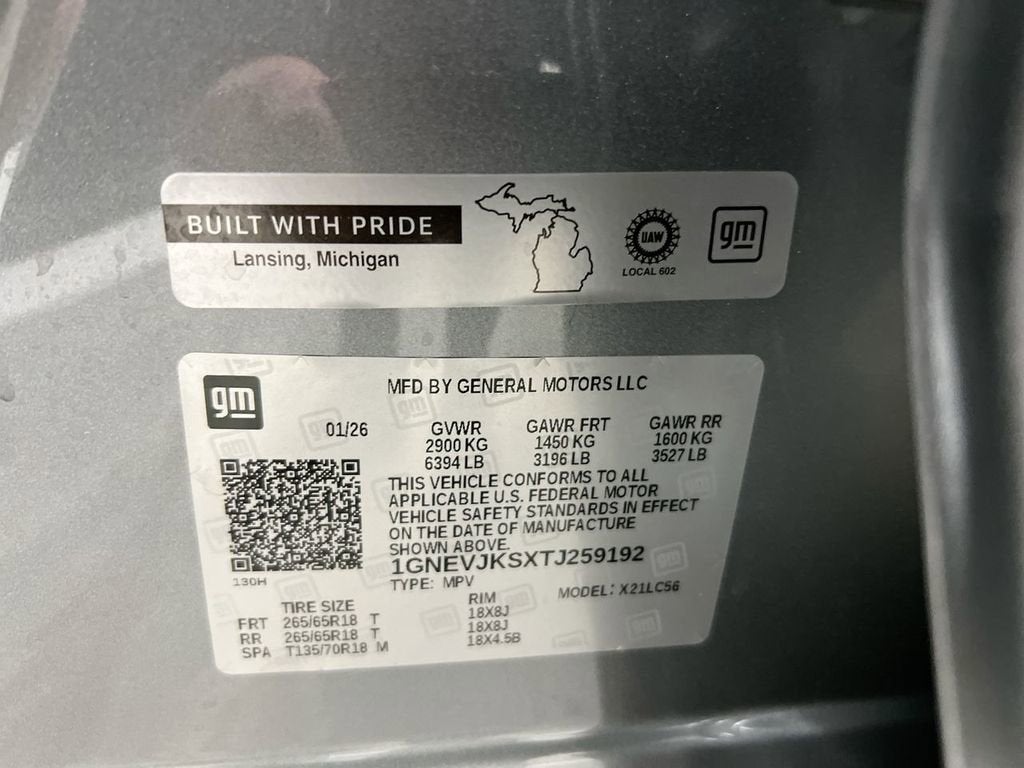 BUILT WITH PRIDE
Lansing, Michigan
UAW
LOCAL 602
gm
gm
MFD BY GENERAL MOTORS LLC
01/26 GVWR GAWR FRT GAWR RR
2900 KG 1450 KG 1600 KG
6394 LB 3196 LB 3527 LB
THIS VEHICLE CONFORMS TO ALL
APPLICABLE U.S. FEDERAL MOTOR
VEHICLE SAFETY STANDARDS IN EFFECT
ON THE DATE OF MANUFACTURE
SHOWN ABOVE
1GNEVJKSXTJ259192
130H
TYPE: MPV MODEL: X21LC56
TIRE SIZE RIM
FRT 265/65R18 T 18X8J
RR 265/65R18 T 18X8J
SPA T135/70R18 M 18X4.5B